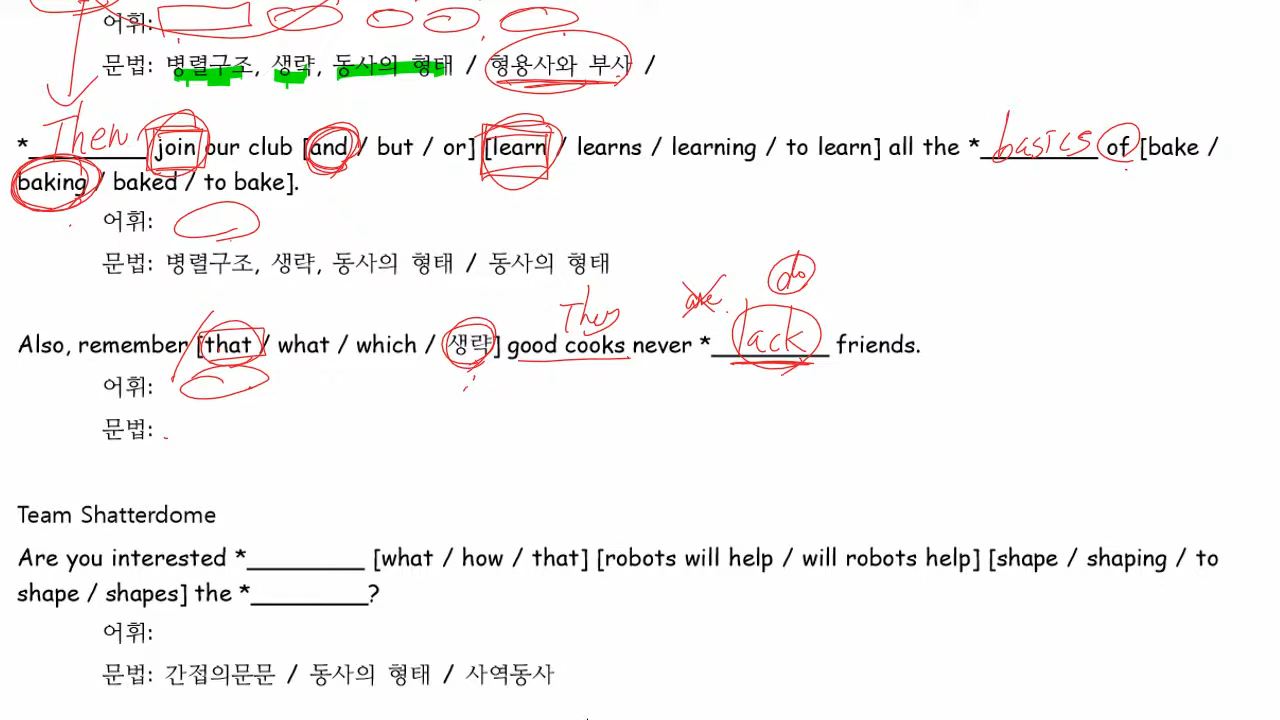 어휘:
문법: 병렬구조, 생략, 동사의 형태 / 형용사와 부사 /
* Then join our club [and / but / or] [learn / learns / learning / to learn] all the * basics of [bake /
baking / baked / to bake].
어휘:
문법: 병렬구조, 생략, 동사의 형태 / 동사의 형태
are do
They
Also, remember [that / what / which / 생략] good cooks never * lack friends.
어휘:
문법:
Team Shatterdome
Are you interested *__________ [what / how / that] [robots will help / will robots help] [shape / shaping / to
shape / shapes] the *__________?
어휘:
문법: 간접의문문 / 동사의 형태 / 사역동사